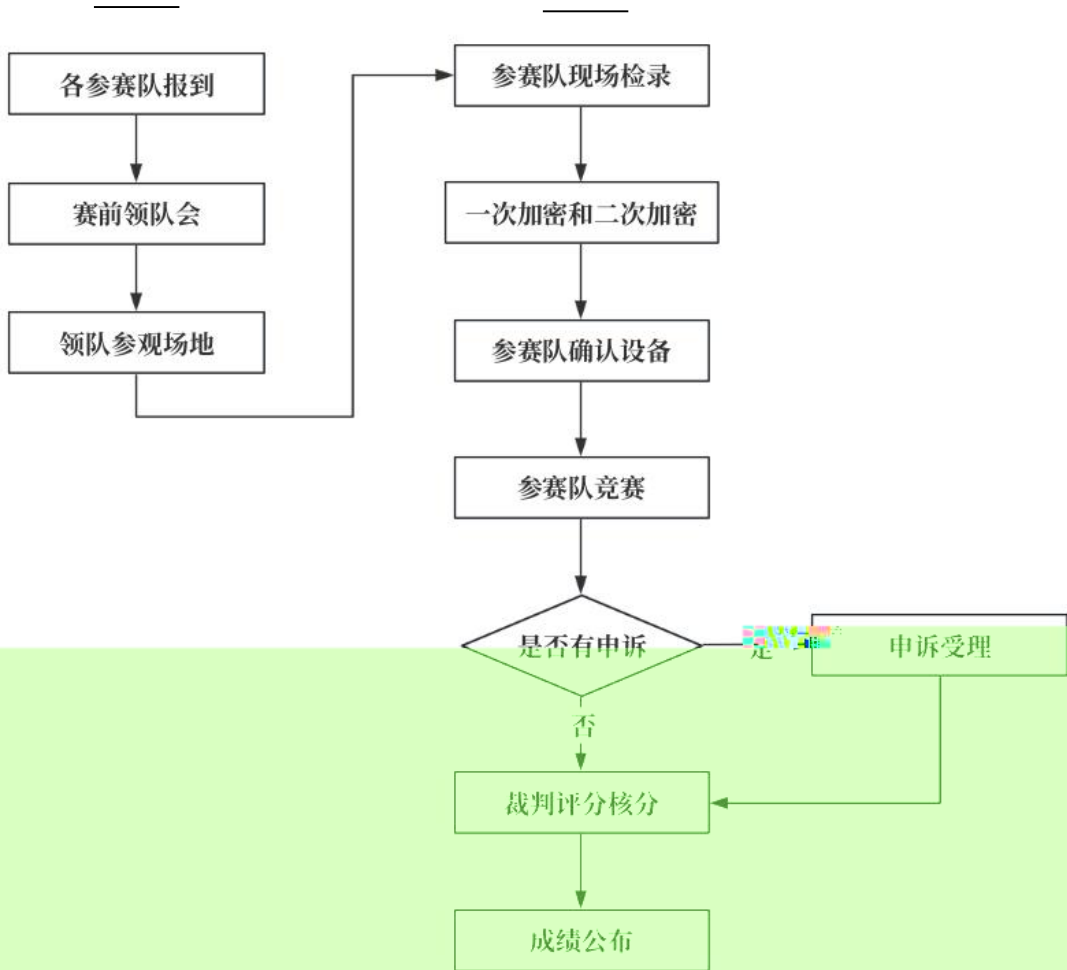 各参赛队报到
赛前领队会
领队参观场地
参赛队现场检录
一次加密和二次加密
参赛队确认设备
参赛队竞赛
是否有申诉
是
申诉受理
否
裁判评分核分
成绩公布